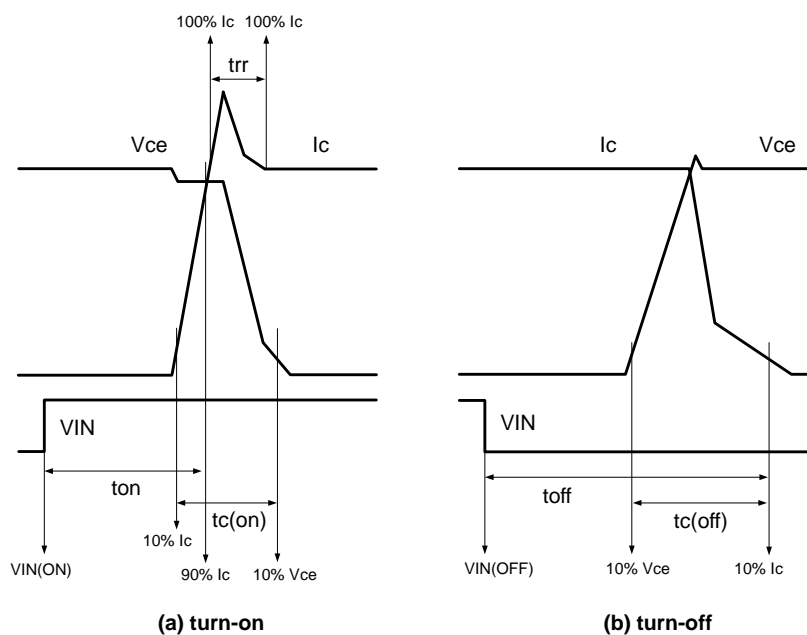 100% Ic 100% Ic
trr
Vce Ic
VIN
ton
tc(on)
10% Ic
VIN(ON)
90% Ic 10% Vce
(a) turn-on
Ic Vce
VIN
toff
tc(off)
VIN(OFF) 10% Vce 10% Ic
(b) turn-off